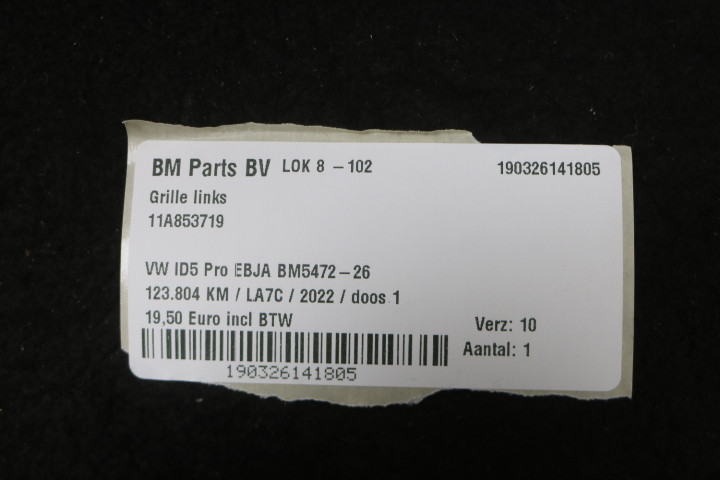 BM Parts BV LOK 8 - 102 190326141805
Grille links
11A853719
VW ID5 Pro EBJA BM5472-26
123.804 KM / LA7C / 2022 / doos 1
19,50 Euro incl BTW
Verz: 10
Aantal: 1
190326141805